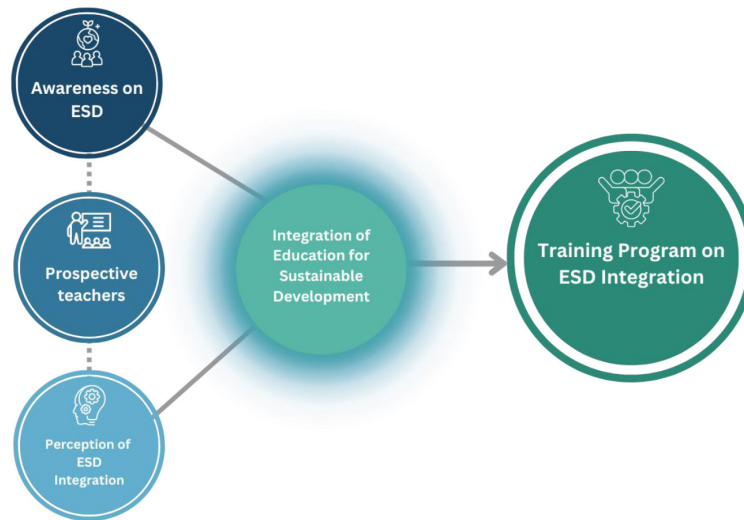 Awareness on
ESD
Prospective
teachers
Perception of
ESD
Integration
Integration of
Education for
Sustainable
Development
Training Program on
ESD Integration